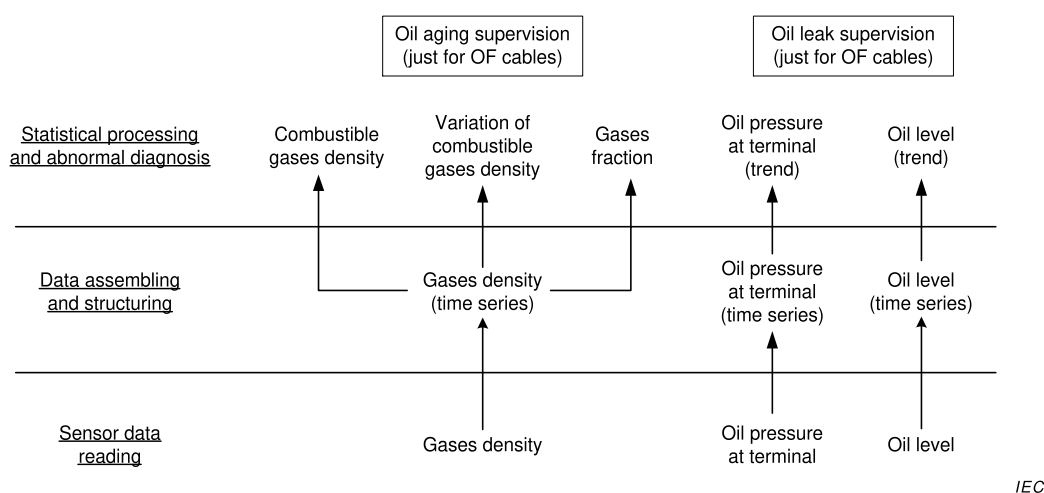 Oil aging supervision
(just for OF cables)
Oil leak supervision
(just for OF cables)
Statistical processing
and abnormal diagnosis
Combustible
gases density
Variation of
combustible
gases density
Gases
fraction
Oil pressure
at terminal
(trend)
Oil level
(trend)
Data assembling
and structuring
Gases density
(time series)
Oil pressure
at terminal
(time series)
Oil level
(time series)
Sensor data
reading
Gases density
Oil pressure
at terminal
Oil level
IEC